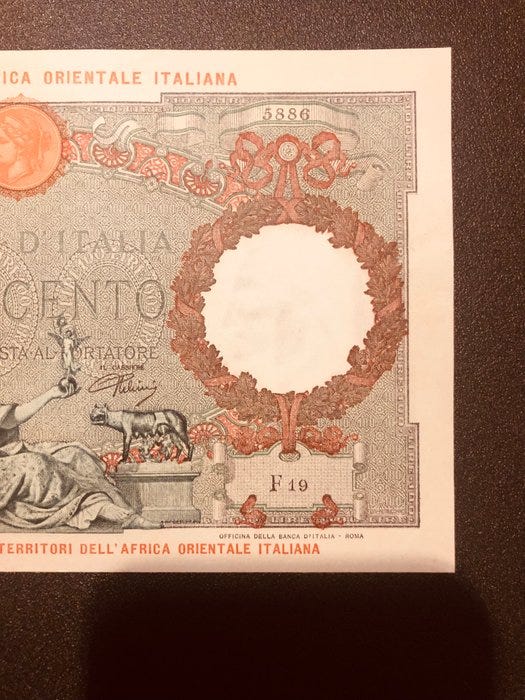 ICA ORIENTALE ITALIANA
5886
D'ITALIA
CENTO
STA AL PORTATORE
IL CASSIERE
F 19
LIRE
OFFICINA DELLA BANCA D'ITALIA - ROMA
TERRITORI DELL'AFRICA ORIENTALE ITALIANA